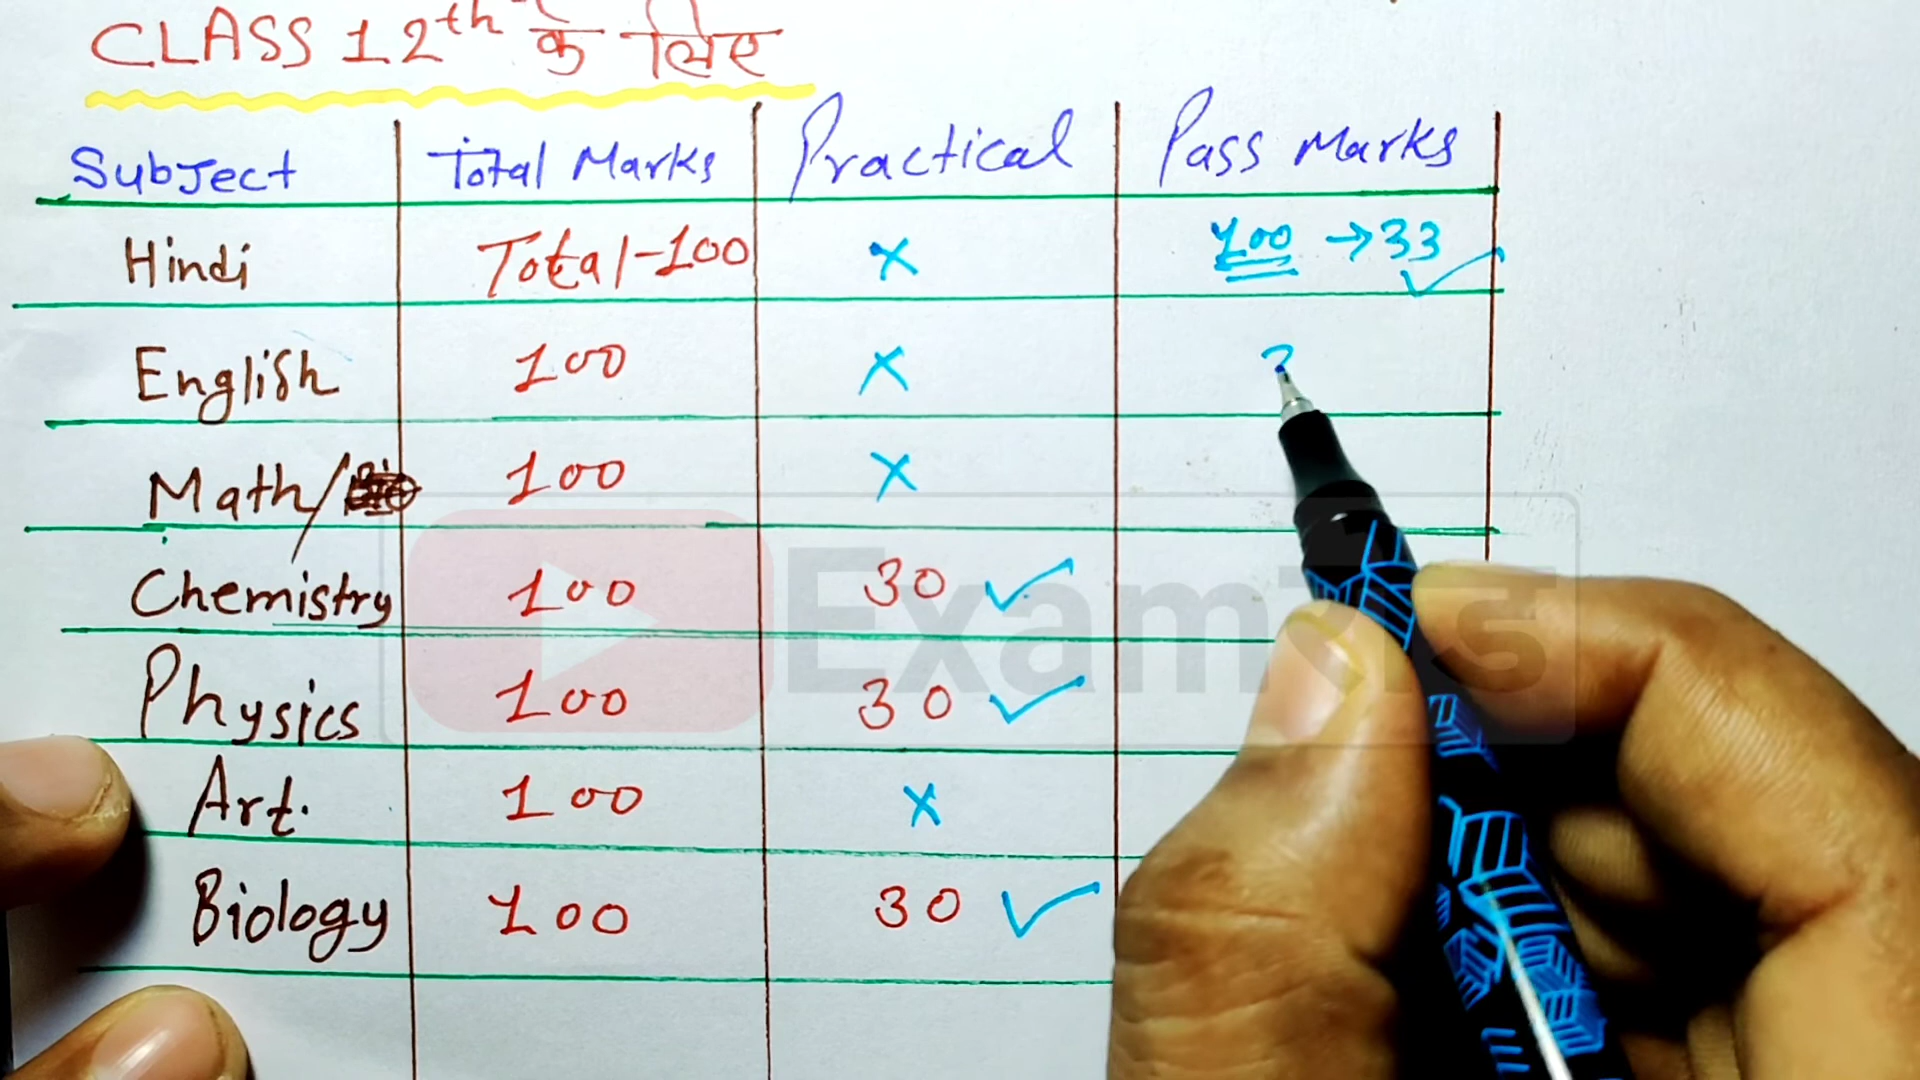 CLASS 12th के लिए
Subject Total Marks Practical Pass Marks
Hindi Total-100 × 100 → 33 ✓
English 100 × 3
Math/ 100 ×
Chemistry 100 30 ✓
Physics 100 30 ✓
Art. 100 ×
Biology 100 30 ✓